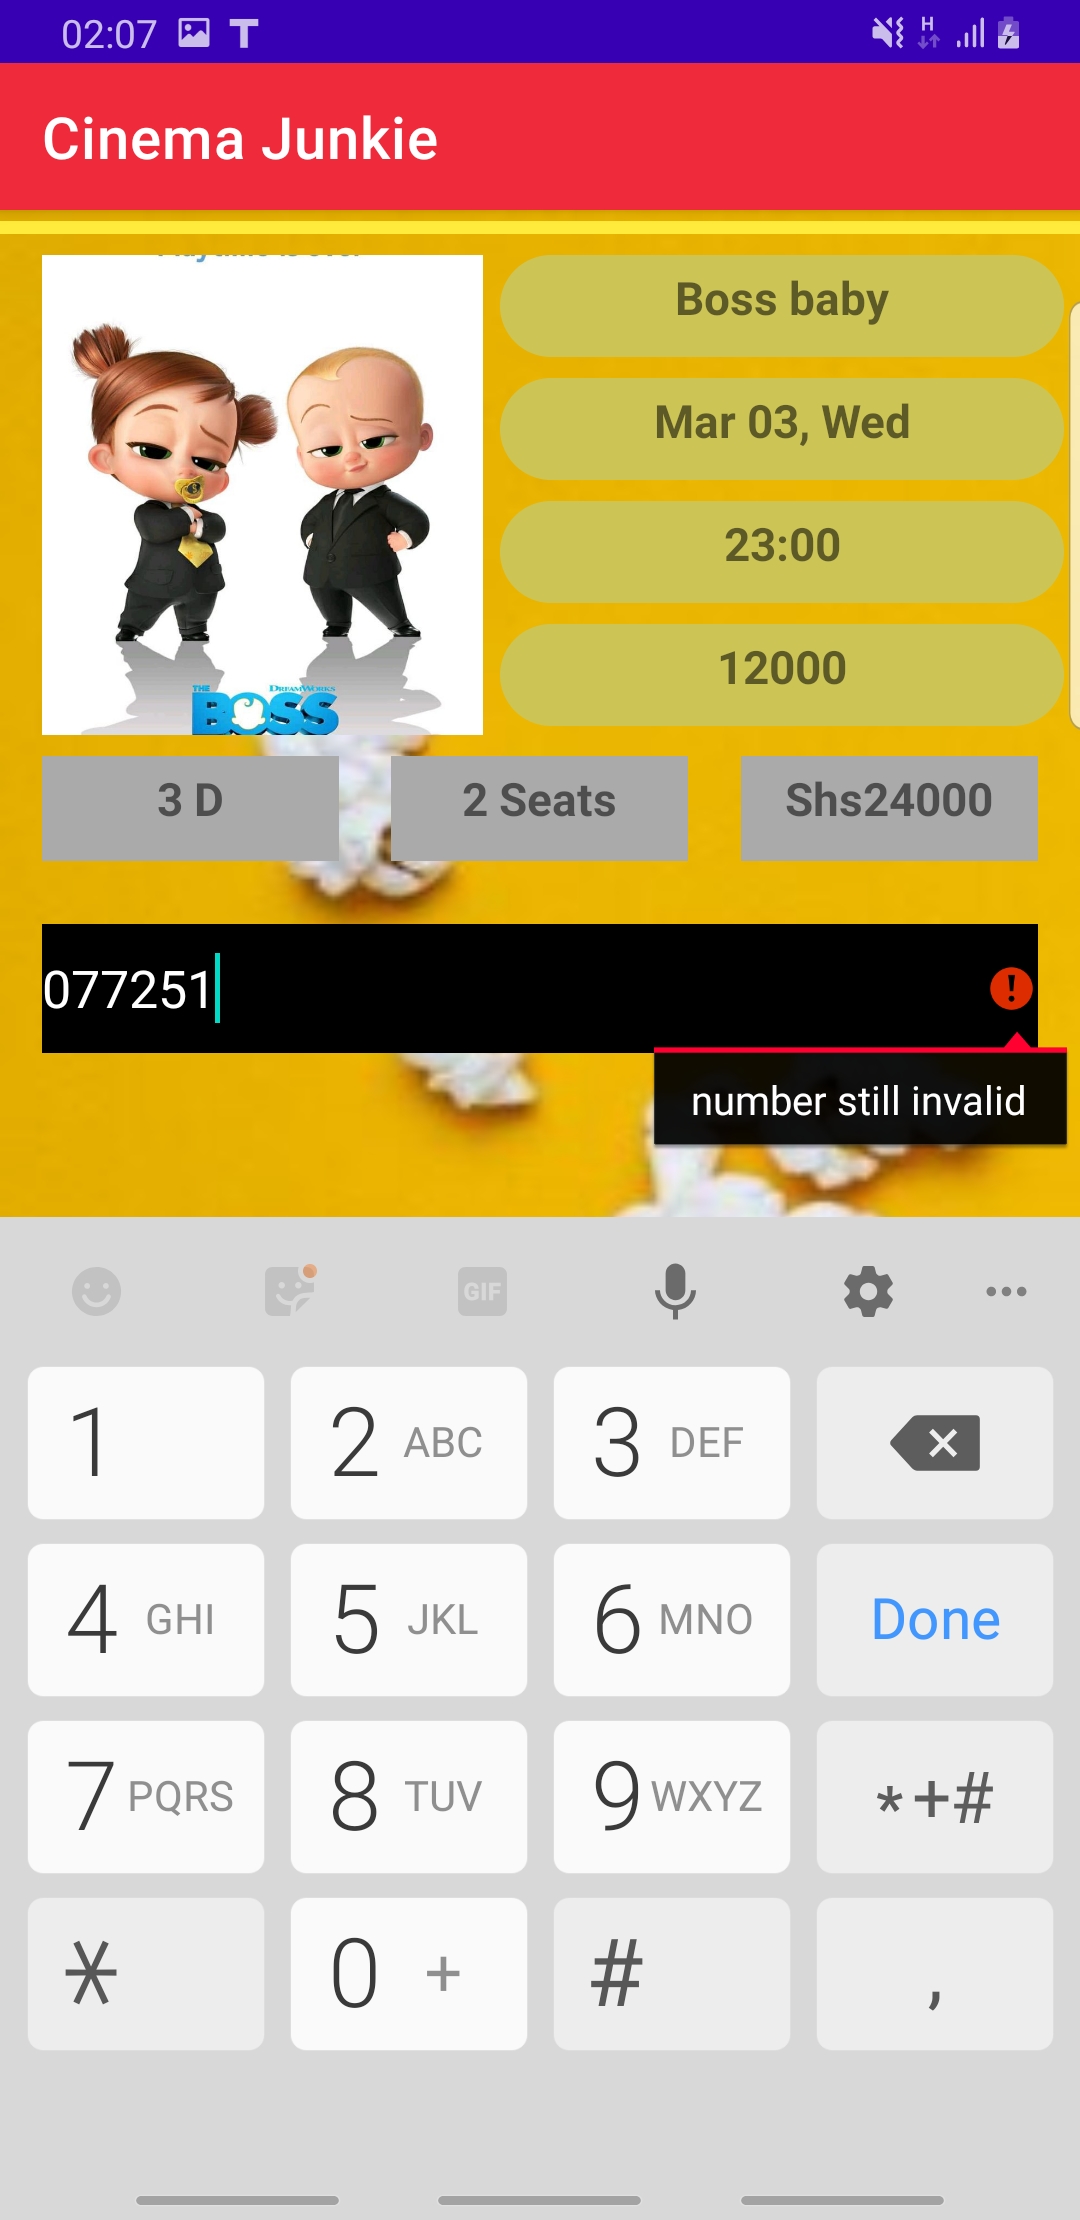 02:07
H
Cinema Junkie
Boss baby
Mar 03, Wed
23:00
12000
THE
DREAMWORKS
BOSS
3 D
2 Seats
Shs24000
077251
!
number still invalid
GIF
1
2 ABC
3 DEF
4 GHI
5 JKL
6 MNO
Done
7 PQRS
8 TUV
9 WXYZ
*+#
*
0 +
#
,